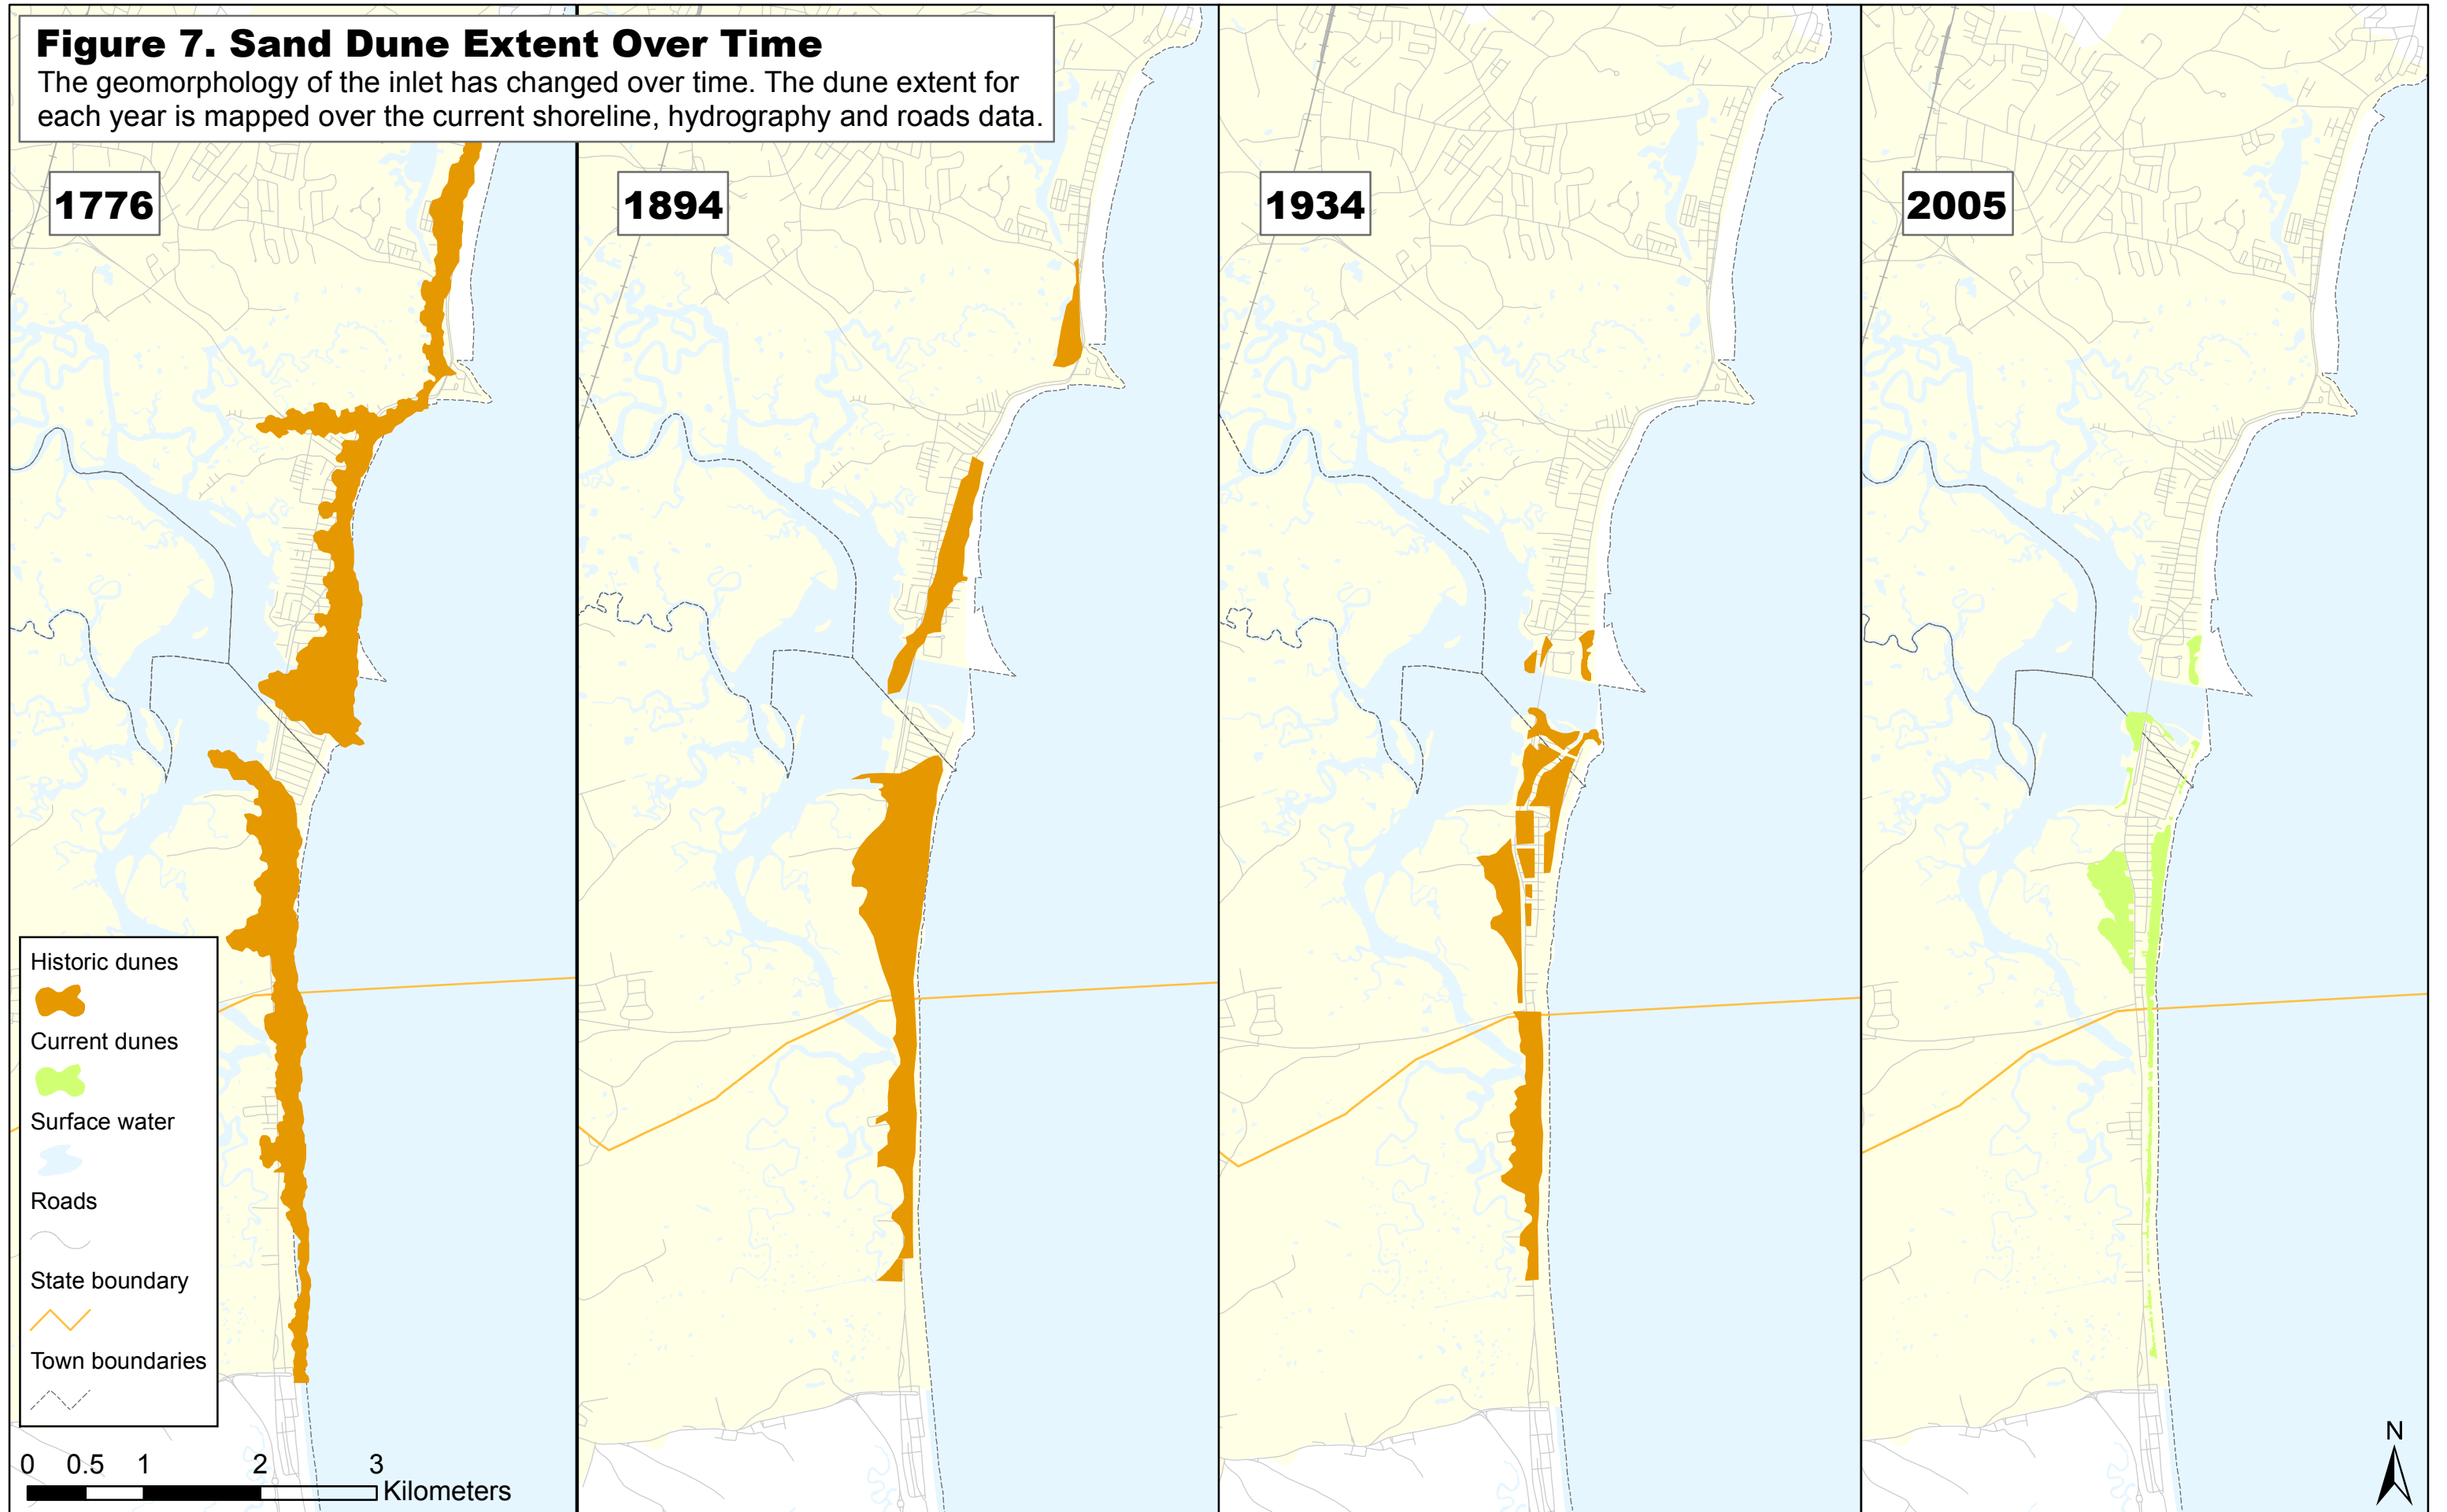 Figure 7. Sand Dune Extent Over Time
The geomorphology of the inlet has changed over time. The dune extent for
each year is mapped over the current shoreline, hydrography and roads data.
1776
1894
1934
2005
Historic dunes
Current dunes
Surface water
Roads
State boundary
Town boundaries
0 0.5 1 2 3
Kilometers
N